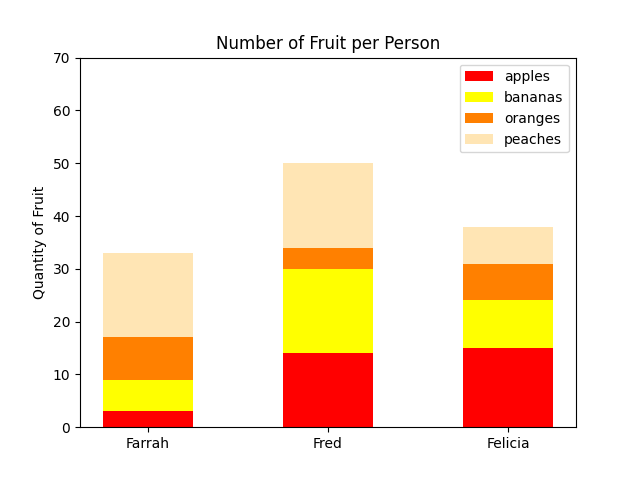 Number of Fruit per Person
70
60
50
40
30
20
10
0
Quantity of Fruit
apples
bananas
oranges
peaches
Farrah
Fred
Felicia